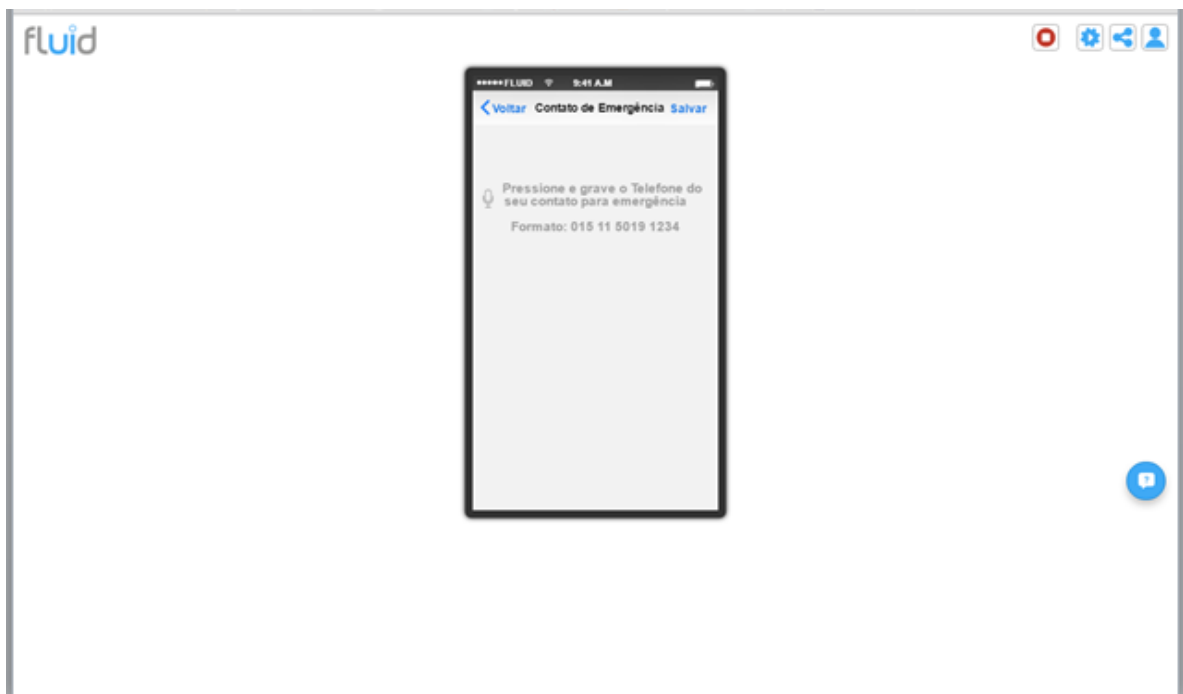 fluid
•••••FLUID 9:41 A.M
Voltar Contato de Emergência Salvar
Pressione e grave o Telefone do
seu contato para emergência
Formato: 015 11 5019 1234